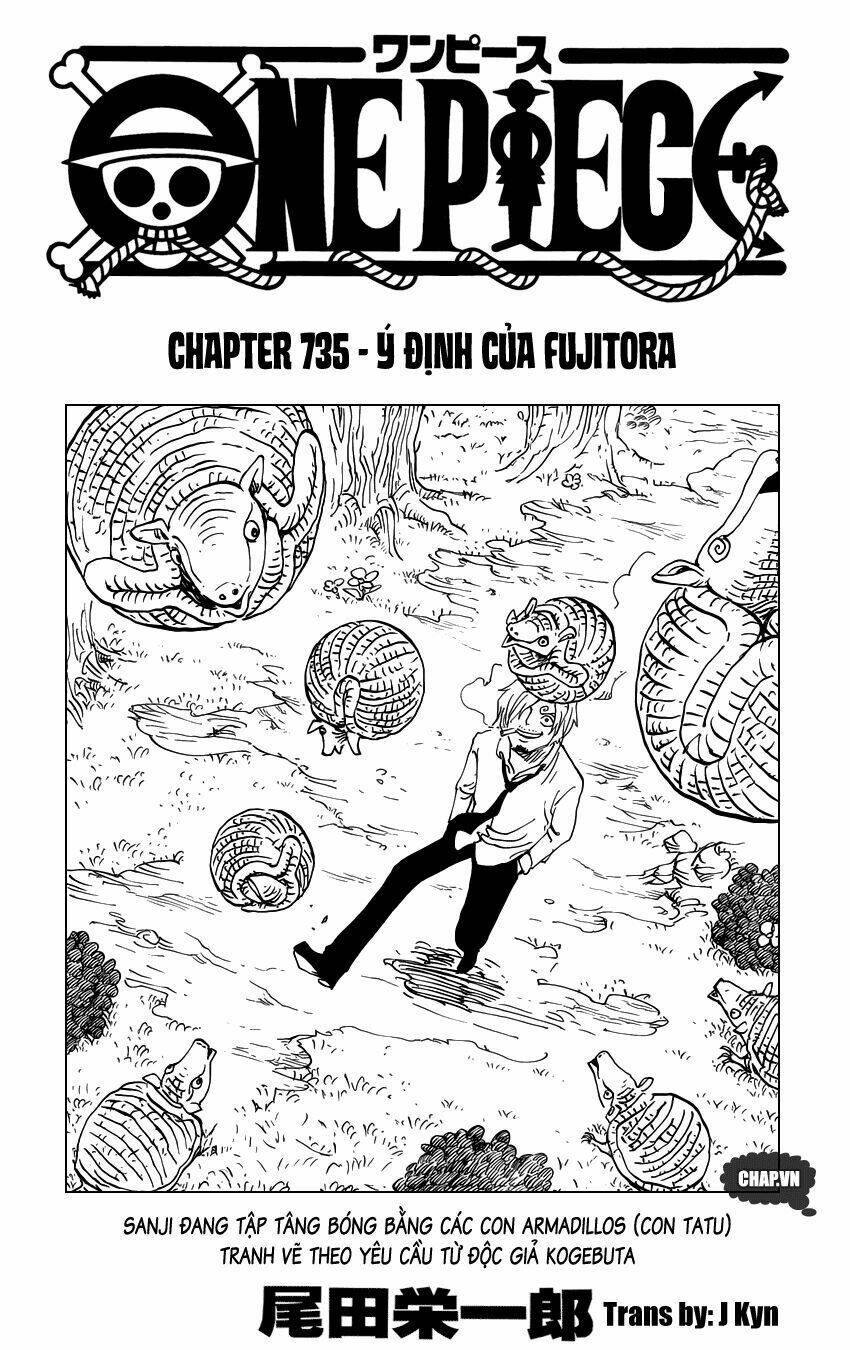 ワンピース
ONE PIECE
CHAPTER 735 - Ý ĐỊNH CỦA FUJITORA
CHAP.VN
SANJI ĐANG TẬP TÂNG BÓNG BẰNG CÁC CON ARMADILLOS (CON TATU)
TRANH VẼ THEO YÊU CẦU TỪ ĐỘC GIẢ KOGEBUTA
尾田栄一郎 Trans by: J Kyn